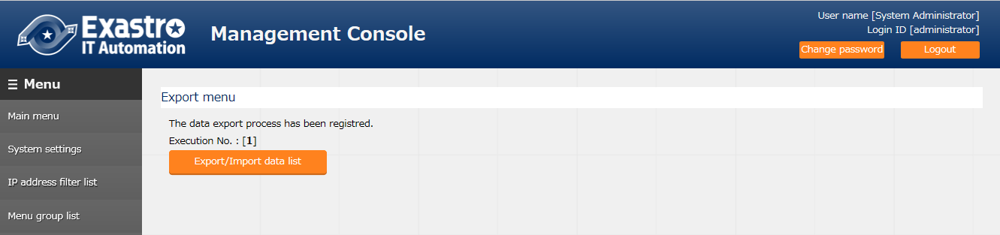 Exastro
IT Automation
Management Console
User name [System Administrator]
Login ID [administrator]
Change password
Logout
Menu
Main menu
System settings
IP address filter list
Menu group list
Export menu
The data export process has been registred.
Execution No. : [1]
Export/Import data list